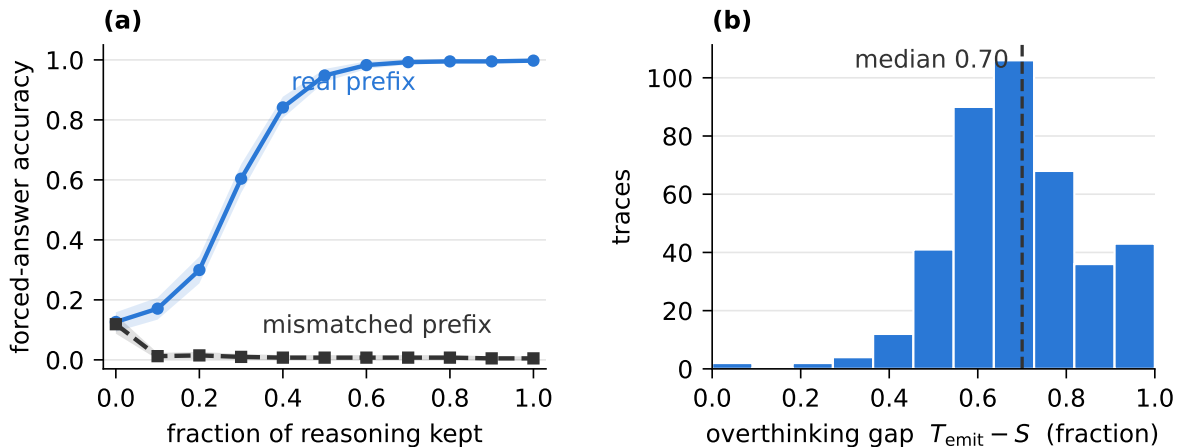 (a)
forced-answer accuracy
1.0
0.8
0.6
0.4
0.2
0.0
real prefix
mismatched prefix
0.0 0.2 0.4 0.6 0.8 1.0
fraction of reasoning kept
(b)
traces
100
80
60
40
20
0
median 0.70
0.0 0.2 0.4 0.6 0.8 1.0
overthinking gap T_emit − S (fraction)